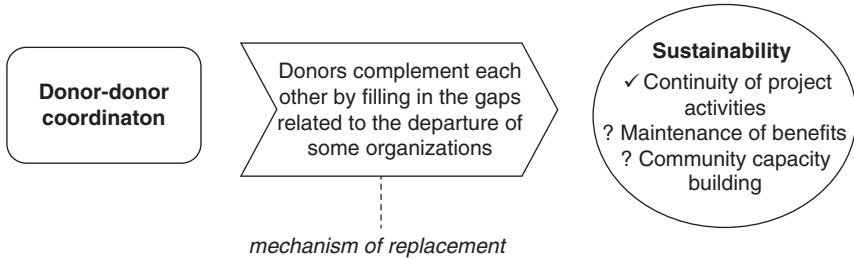 Donor-donor
coordinaton
Donors complement each
other by filling in the gaps
related to the departure of
some organizations
mechanism of replacement
Sustainability
✓ Continuity of project
activities
? Maintenance of benefits
? Community capacity
building